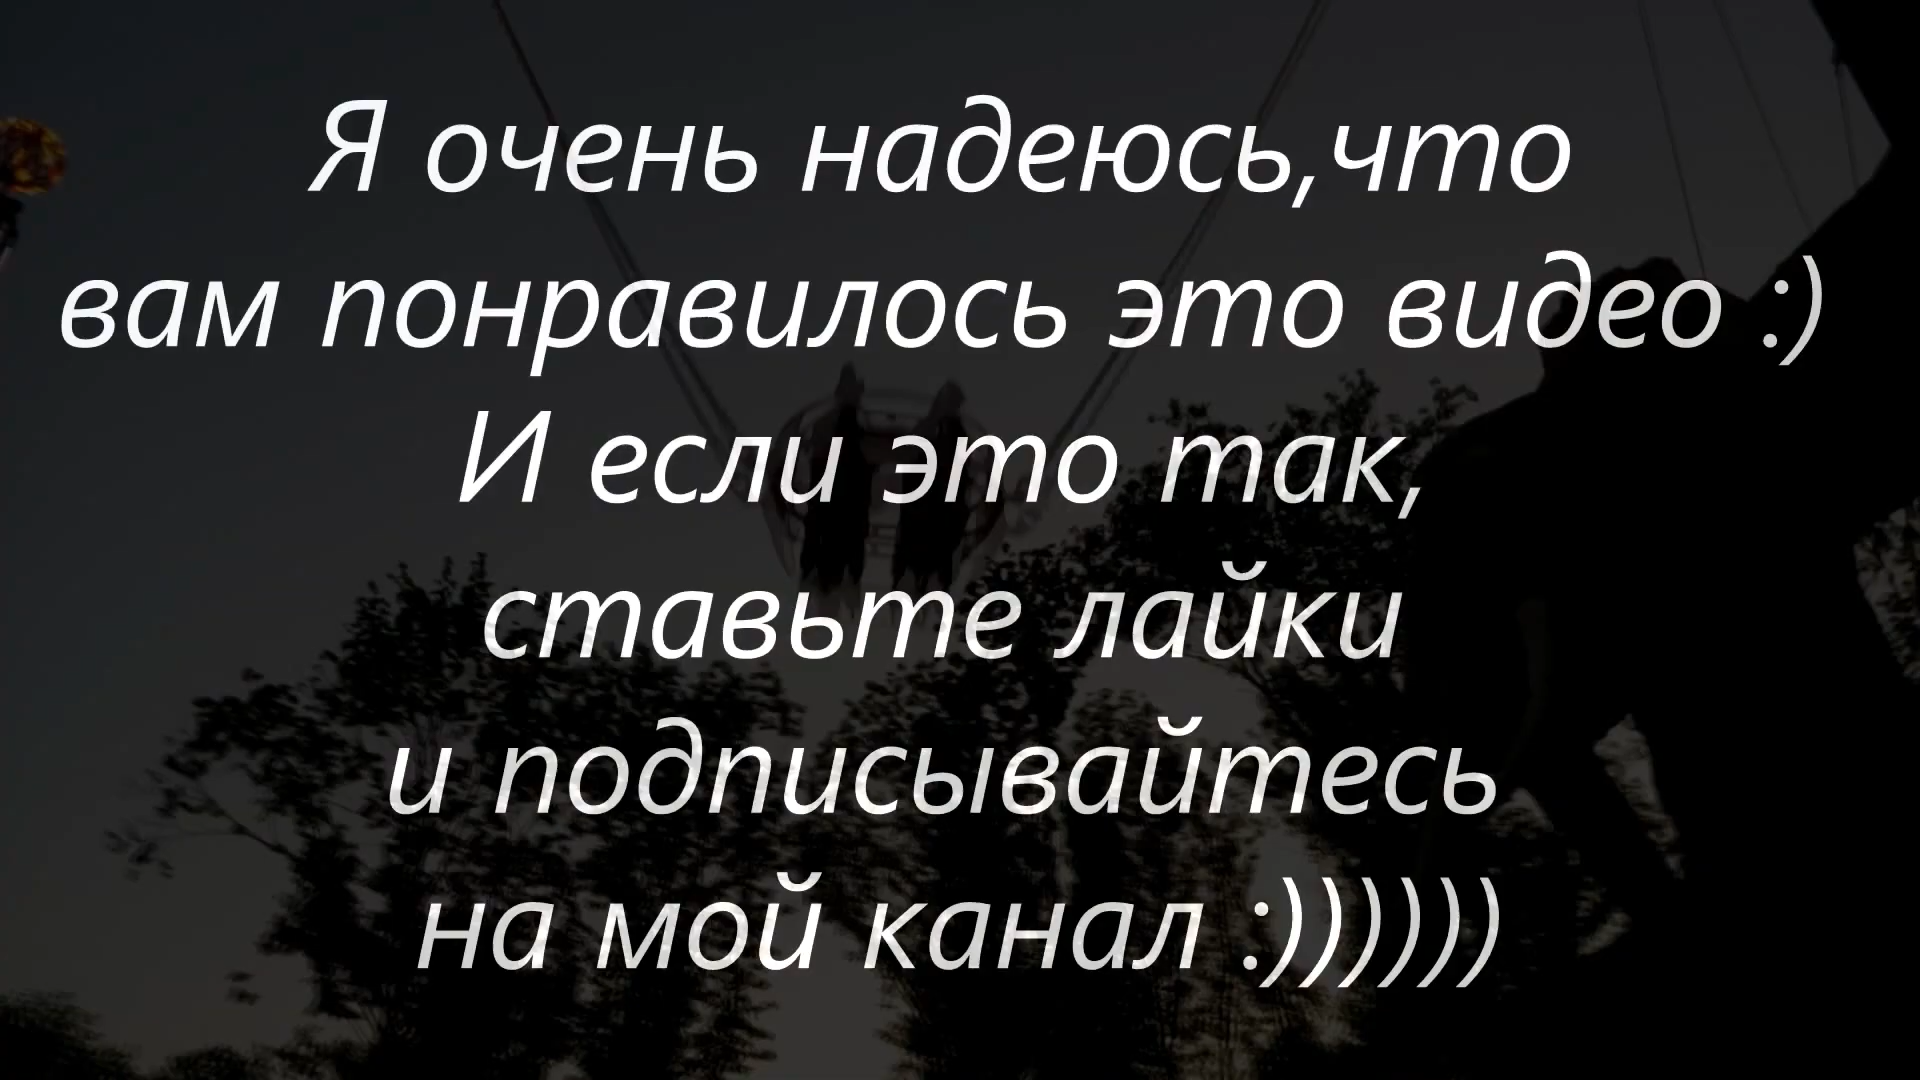 Я очень надеюсь,что
вам понравилось это видео :)
И если это так,
ставьте лайки
и подписывайтесь
на мой канал :))))))